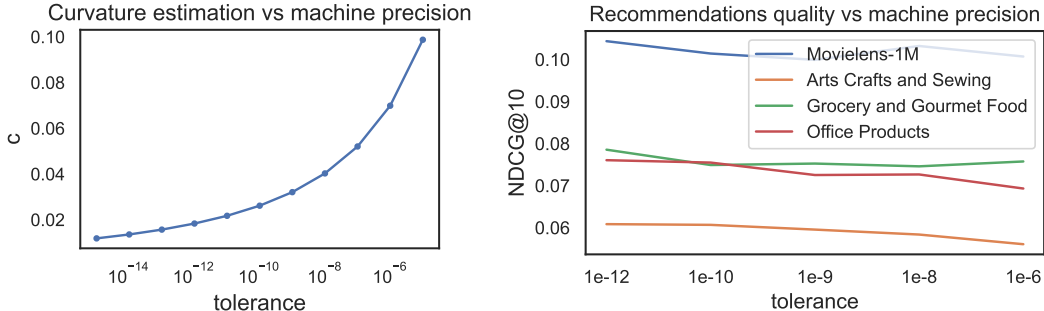 Curvature estimation vs machine precision
0.10
0.08
0.06
0.04
0.02
c
10⁻¹⁴
10⁻¹²
10⁻¹⁰
10⁻⁸
10⁻⁶
tolerance
Recommendations quality vs machine precision
0.10
0.09
0.08
0.07
0.06
NDCG@10
Movielens-1M
Arts Crafts and Sewing
Grocery and Gourmet Food
Office Products
1e-12
1e-10
1e-9
1e-8
1e-6
tolerance